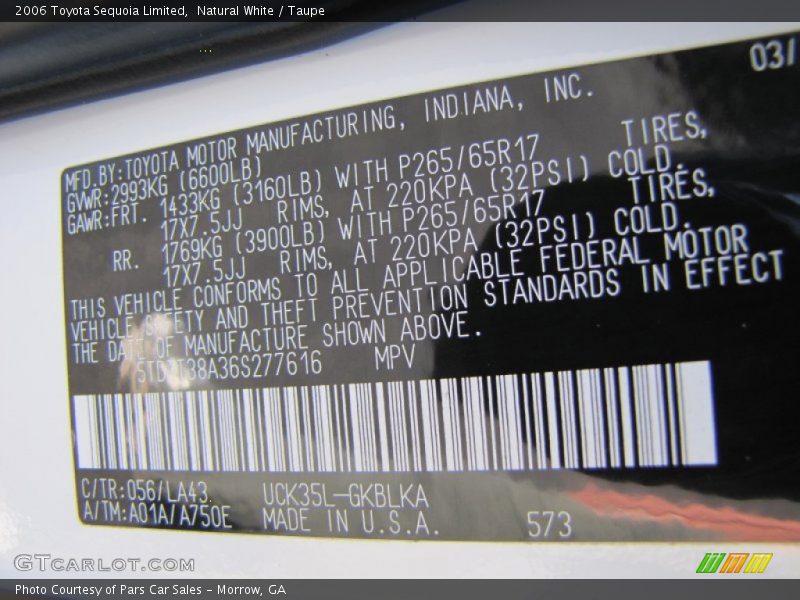 2006 Toyota Sequoia Limited,  Natural White / Taupe
03/
MFD.BY:TOYOTA MOTOR MANUFACTURING, INDIANA, INC.
GVWR:2993KG (6600LB)
GAWR:FRT. 1433KG (3160LB) WITH P265/65R17 TIRES,
17X7.5JJ RIMS, AT 220KPA (32PSI) COLD.
RR. 1769KG (3900LB) WITH P265/65R17 TIRES,
17X7.5JJ RIMS, AT 220KPA (32PSI) COLD.
THIS VEHICLE CONFORMS TO ALL APPLICABLE FEDERAL MOTOR
VEHICLE SAFETY AND THEFT PREVENTION STANDARDS IN EFFECT
THE DATE OF MANUFACTURE SHOWN ABOVE.
MPV
C/TR:056/LA43 UCK35L-GKBLKA
A/TM:A01A/A750E MADE IN U.S.A. 573
GTCARLOT.COM
Photo Courtesy of Pars Car Sales - Morrow, GA